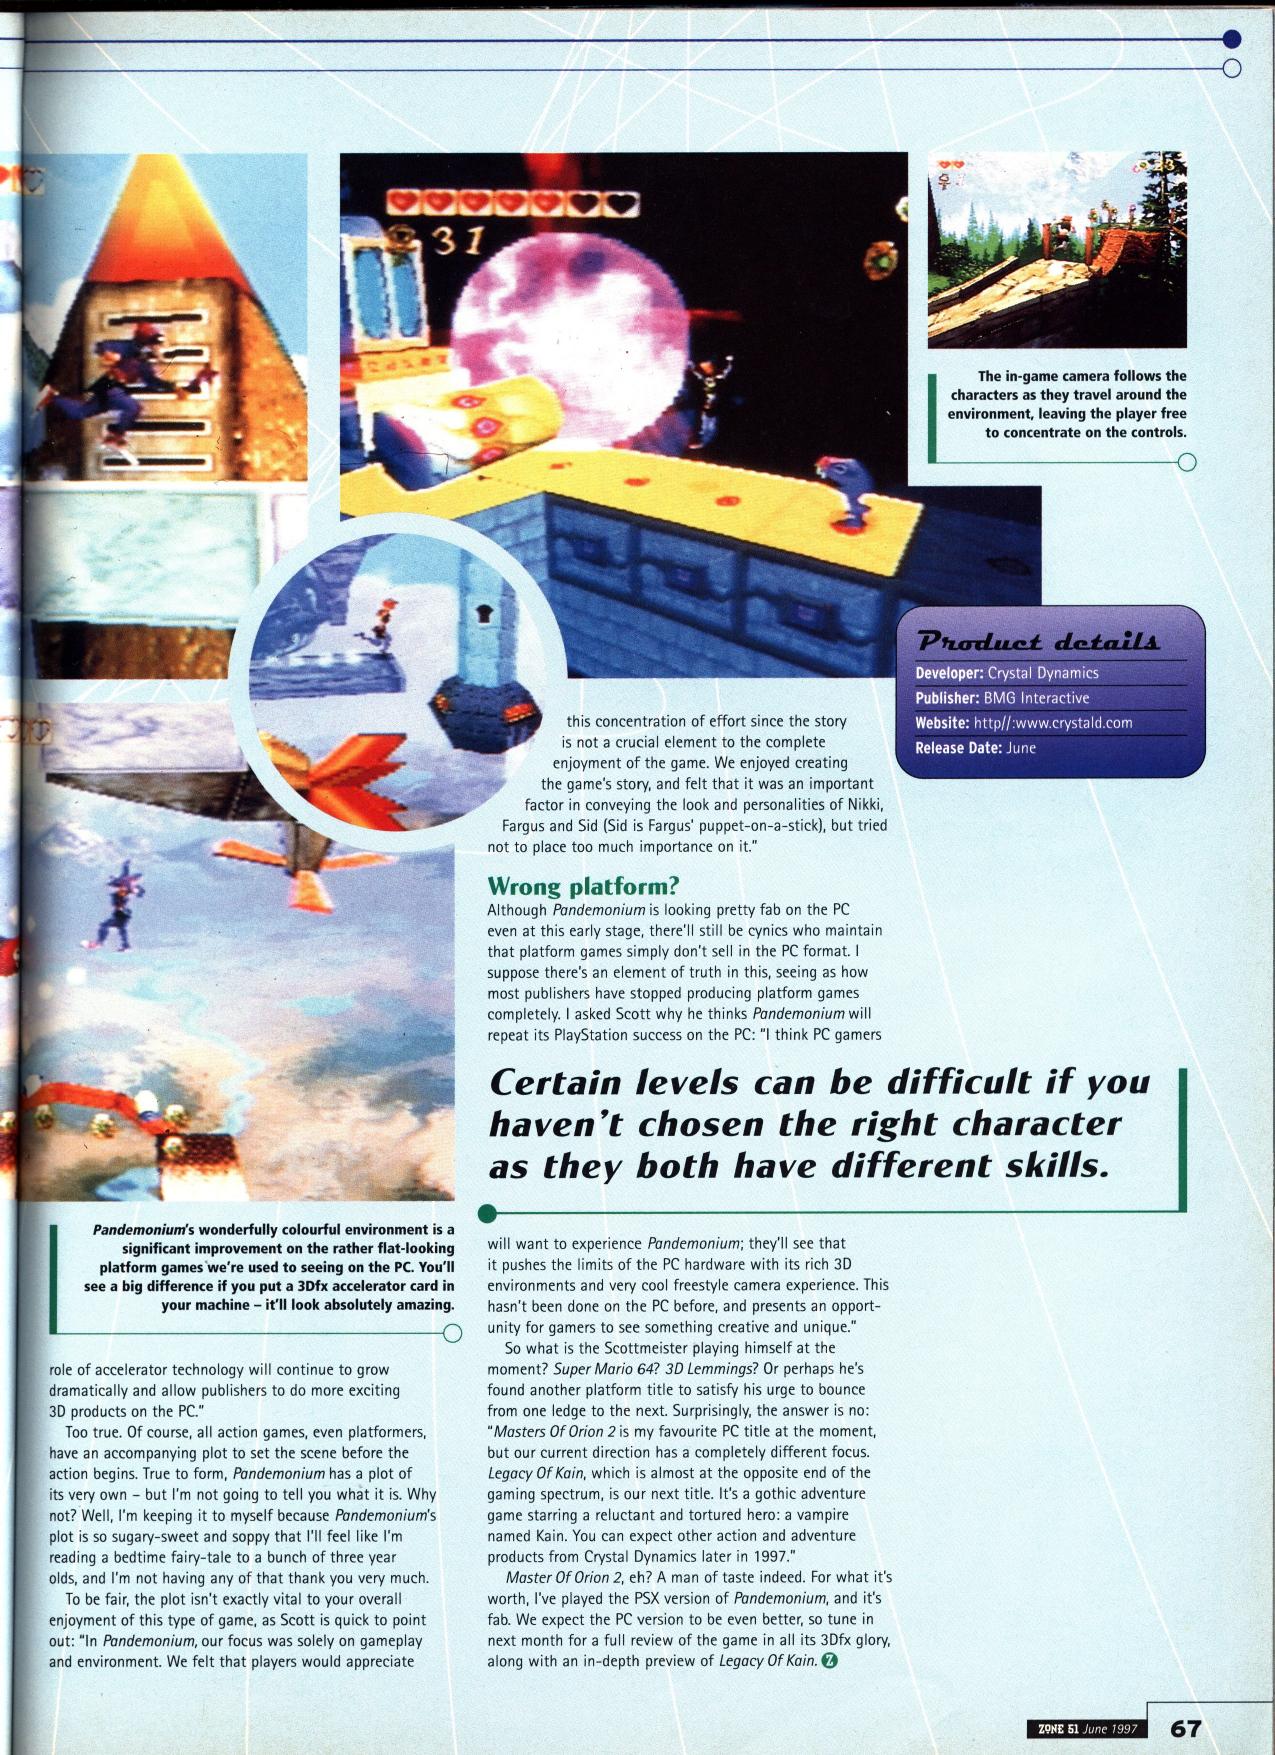 31
23
The in-game camera follows the
characters as they travel around the
environment, leaving the player free
to concentrate on the controls.
Product details
Developer: Crystal Dynamics
Publisher: BMG Interactive
Website: http//:www.crystald.com
Release Date: June
Pandemonium's wonderfully colourful environment is a
significant improvement on the rather flat-looking
platform games we're used to seeing on the PC. You'll
see a big difference if you put a 3Dfx accelerator card in
your machine – it'll look absolutely amazing.
role of accelerator technology will continue to grow
dramatically and allow publishers to do more exciting
3D products on the PC."
Too true. Of course, all action games, even platformers,
have an accompanying plot to set the scene before the
action begins. True to form, Pandemonium has a plot of
its very own – but I'm not going to tell you what it is. Why
not? Well, I'm keeping it to myself because Pandemonium's
plot is so sugary-sweet and soppy that I'll feel like I'm
reading a bedtime fairy-tale to a bunch of three year
olds, and I'm not having any of that thank you very much.
To be fair, the plot isn't exactly vital to your overall
enjoyment of this type of game, as Scott is quick to point
out: "In Pandemonium, our focus was solely on gameplay
and environment. We felt that players would appreciate
this concentration of effort since the story
is not a crucial element to the complete
enjoyment of the game. We enjoyed creating
the game's story, and felt that it was an important
factor in conveying the look and personalities of Nikki,
Fargus and Sid (Sid is Fargus' puppet-on-a-stick), but tried
not to place too much importance on it."
Wrong platform?
Although Pandemonium is looking pretty fab on the PC
even at this early stage, there'll still be cynics who maintain
that platform games simply don't sell in the PC format. I
suppose there's an element of truth in this, seeing as how
most publishers have stopped producing platform games
completely. I asked Scott why he thinks Pandemonium will
repeat its PlayStation success on the PC: "I think PC gamers
Certain levels can be difficult if you
haven't chosen the right character
as they both have different skills.
will want to experience Pandemonium; they'll see that
it pushes the limits of the PC hardware with its rich 3D
environments and very cool freestyle camera experience. This
hasn't been done on the PC before, and presents an opport-
unity for gamers to see something creative and unique."
So what is the Scottmeister playing himself at the
moment? Super Mario 64? 3D Lemmings? Or perhaps he's
found another platform title to satisfy his urge to bounce
from one ledge to the next. Surprisingly, the answer is no:
"Masters Of Orion 2 is my favourite PC title at the moment,
but our current direction has a completely different focus.
Legacy Of Kain, which is almost at the opposite end of the
gaming spectrum, is our next title. It's a gothic adventure
game starring a reluctant and tortured hero: a vampire
named Kain. You can expect other action and adventure
products from Crystal Dynamics later in 1997."
Master Of Orion 2, eh? A man of taste indeed. For what it's
worth, I've played the PSX version of Pandemonium, and it's
fab. We expect the PC version to be even better, so tune in
next month for a full review of the game in all its 3Dfx glory,
along with an in-depth preview of Legacy Of Kain. Z
ZONE 51 June 1997 67